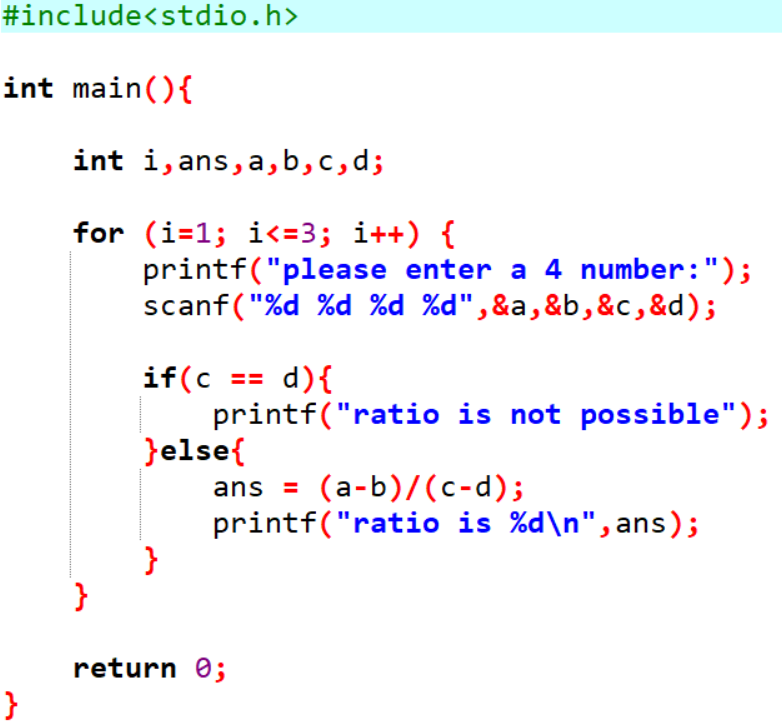 #include<stdio.h>
int main(){
int i,ans,a,b,c,d;
for (i=1; i<=3; i++) {
printf("please enter a 4 number:");
scanf("%d %d %d %d",&a,&b,&c,&d);
if(c == d){
printf("ratio is not possible");
}else{
ans = (a-b)/(c-d);
printf("ratio is %d\n",ans);
}
}
return 0;
}